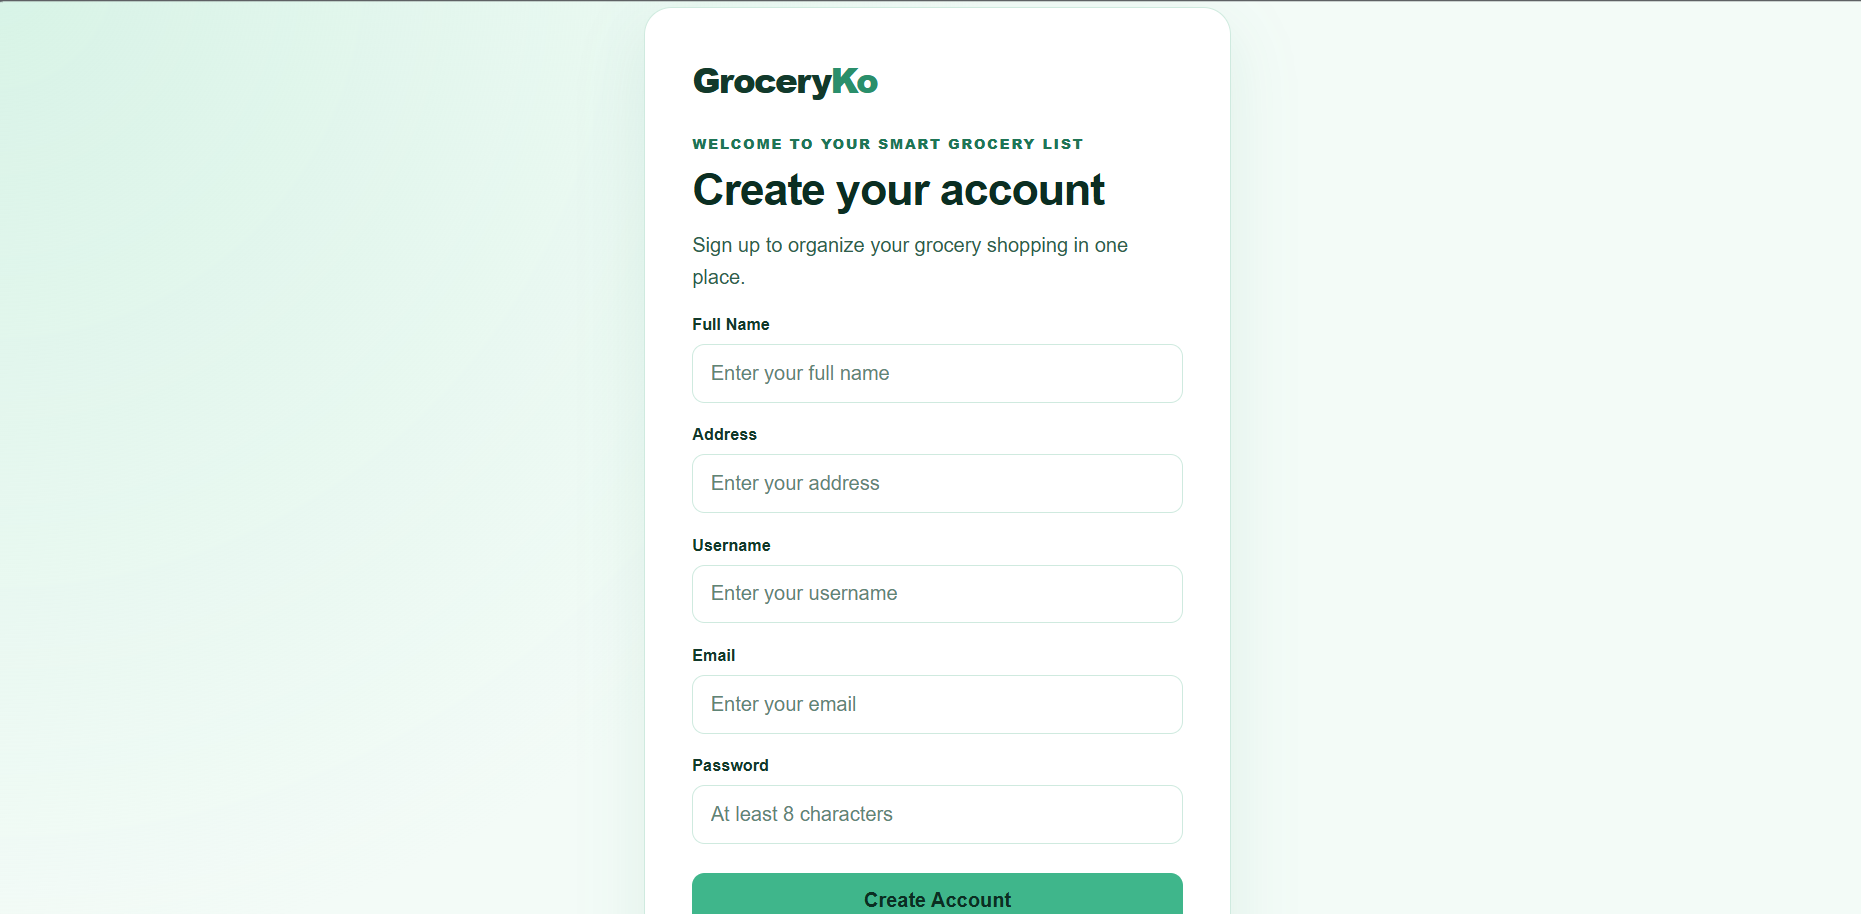 GroceryKo
WELCOME TO YOUR SMART GROCERY LIST
Create your account
Sign up to organize your grocery shopping in one
place.
Full Name
Enter your full name
Address
Enter your address
Username
Enter your username
Email
Enter your email
Password
At least 8 characters
Create Account